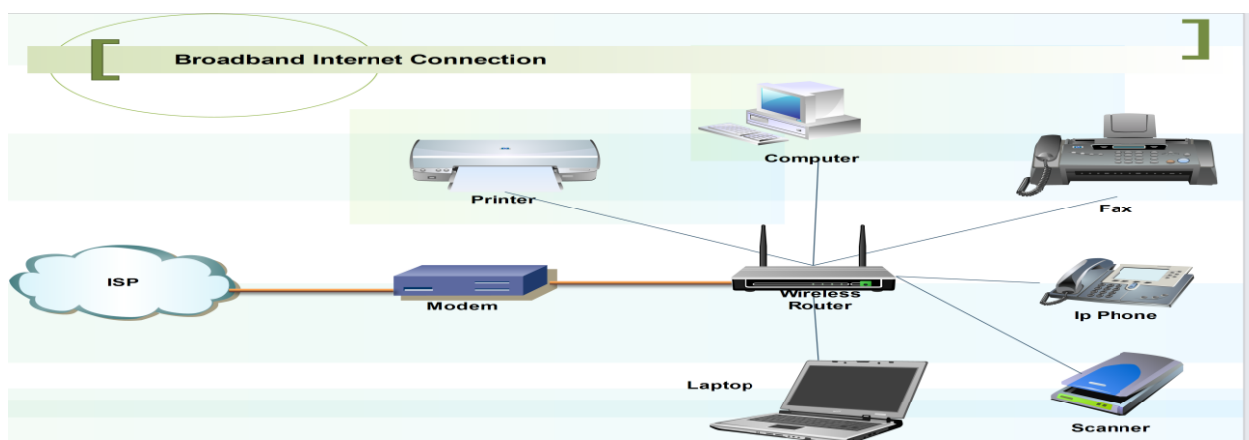 Broadband Internet Connection
Computer
Printer
Fax
ISP
Modem
Wireless
Router
Ip Phone
Laptop
Scanner